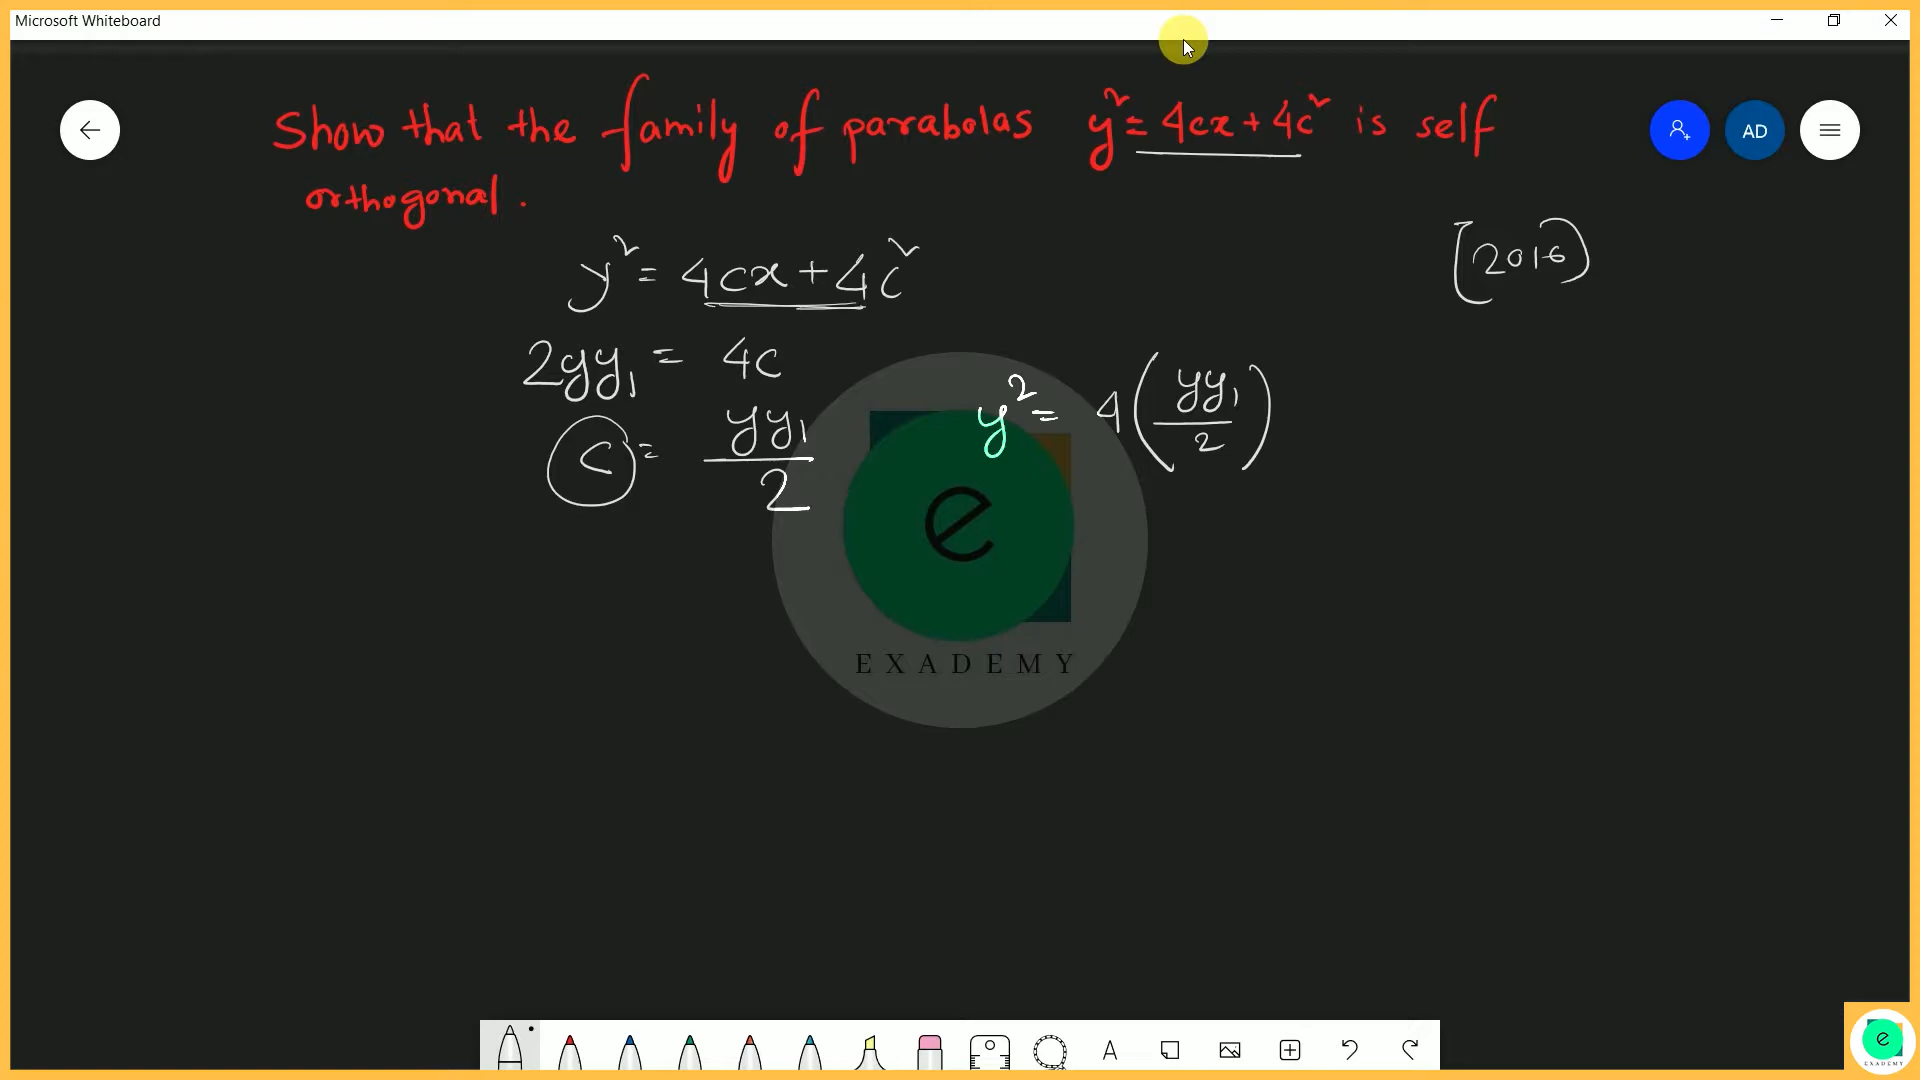 Microsoft Whiteboard
Show that the family of parabolas y² = 4cx + 4c² is self
orthogonal.
[2016)
y² = 4cx + 4c²
2yy₁ = 4c
c = yy₁/2
y² = 4(yy₁/2)
e
EXADEMY
AD
A
e
EXADEMY